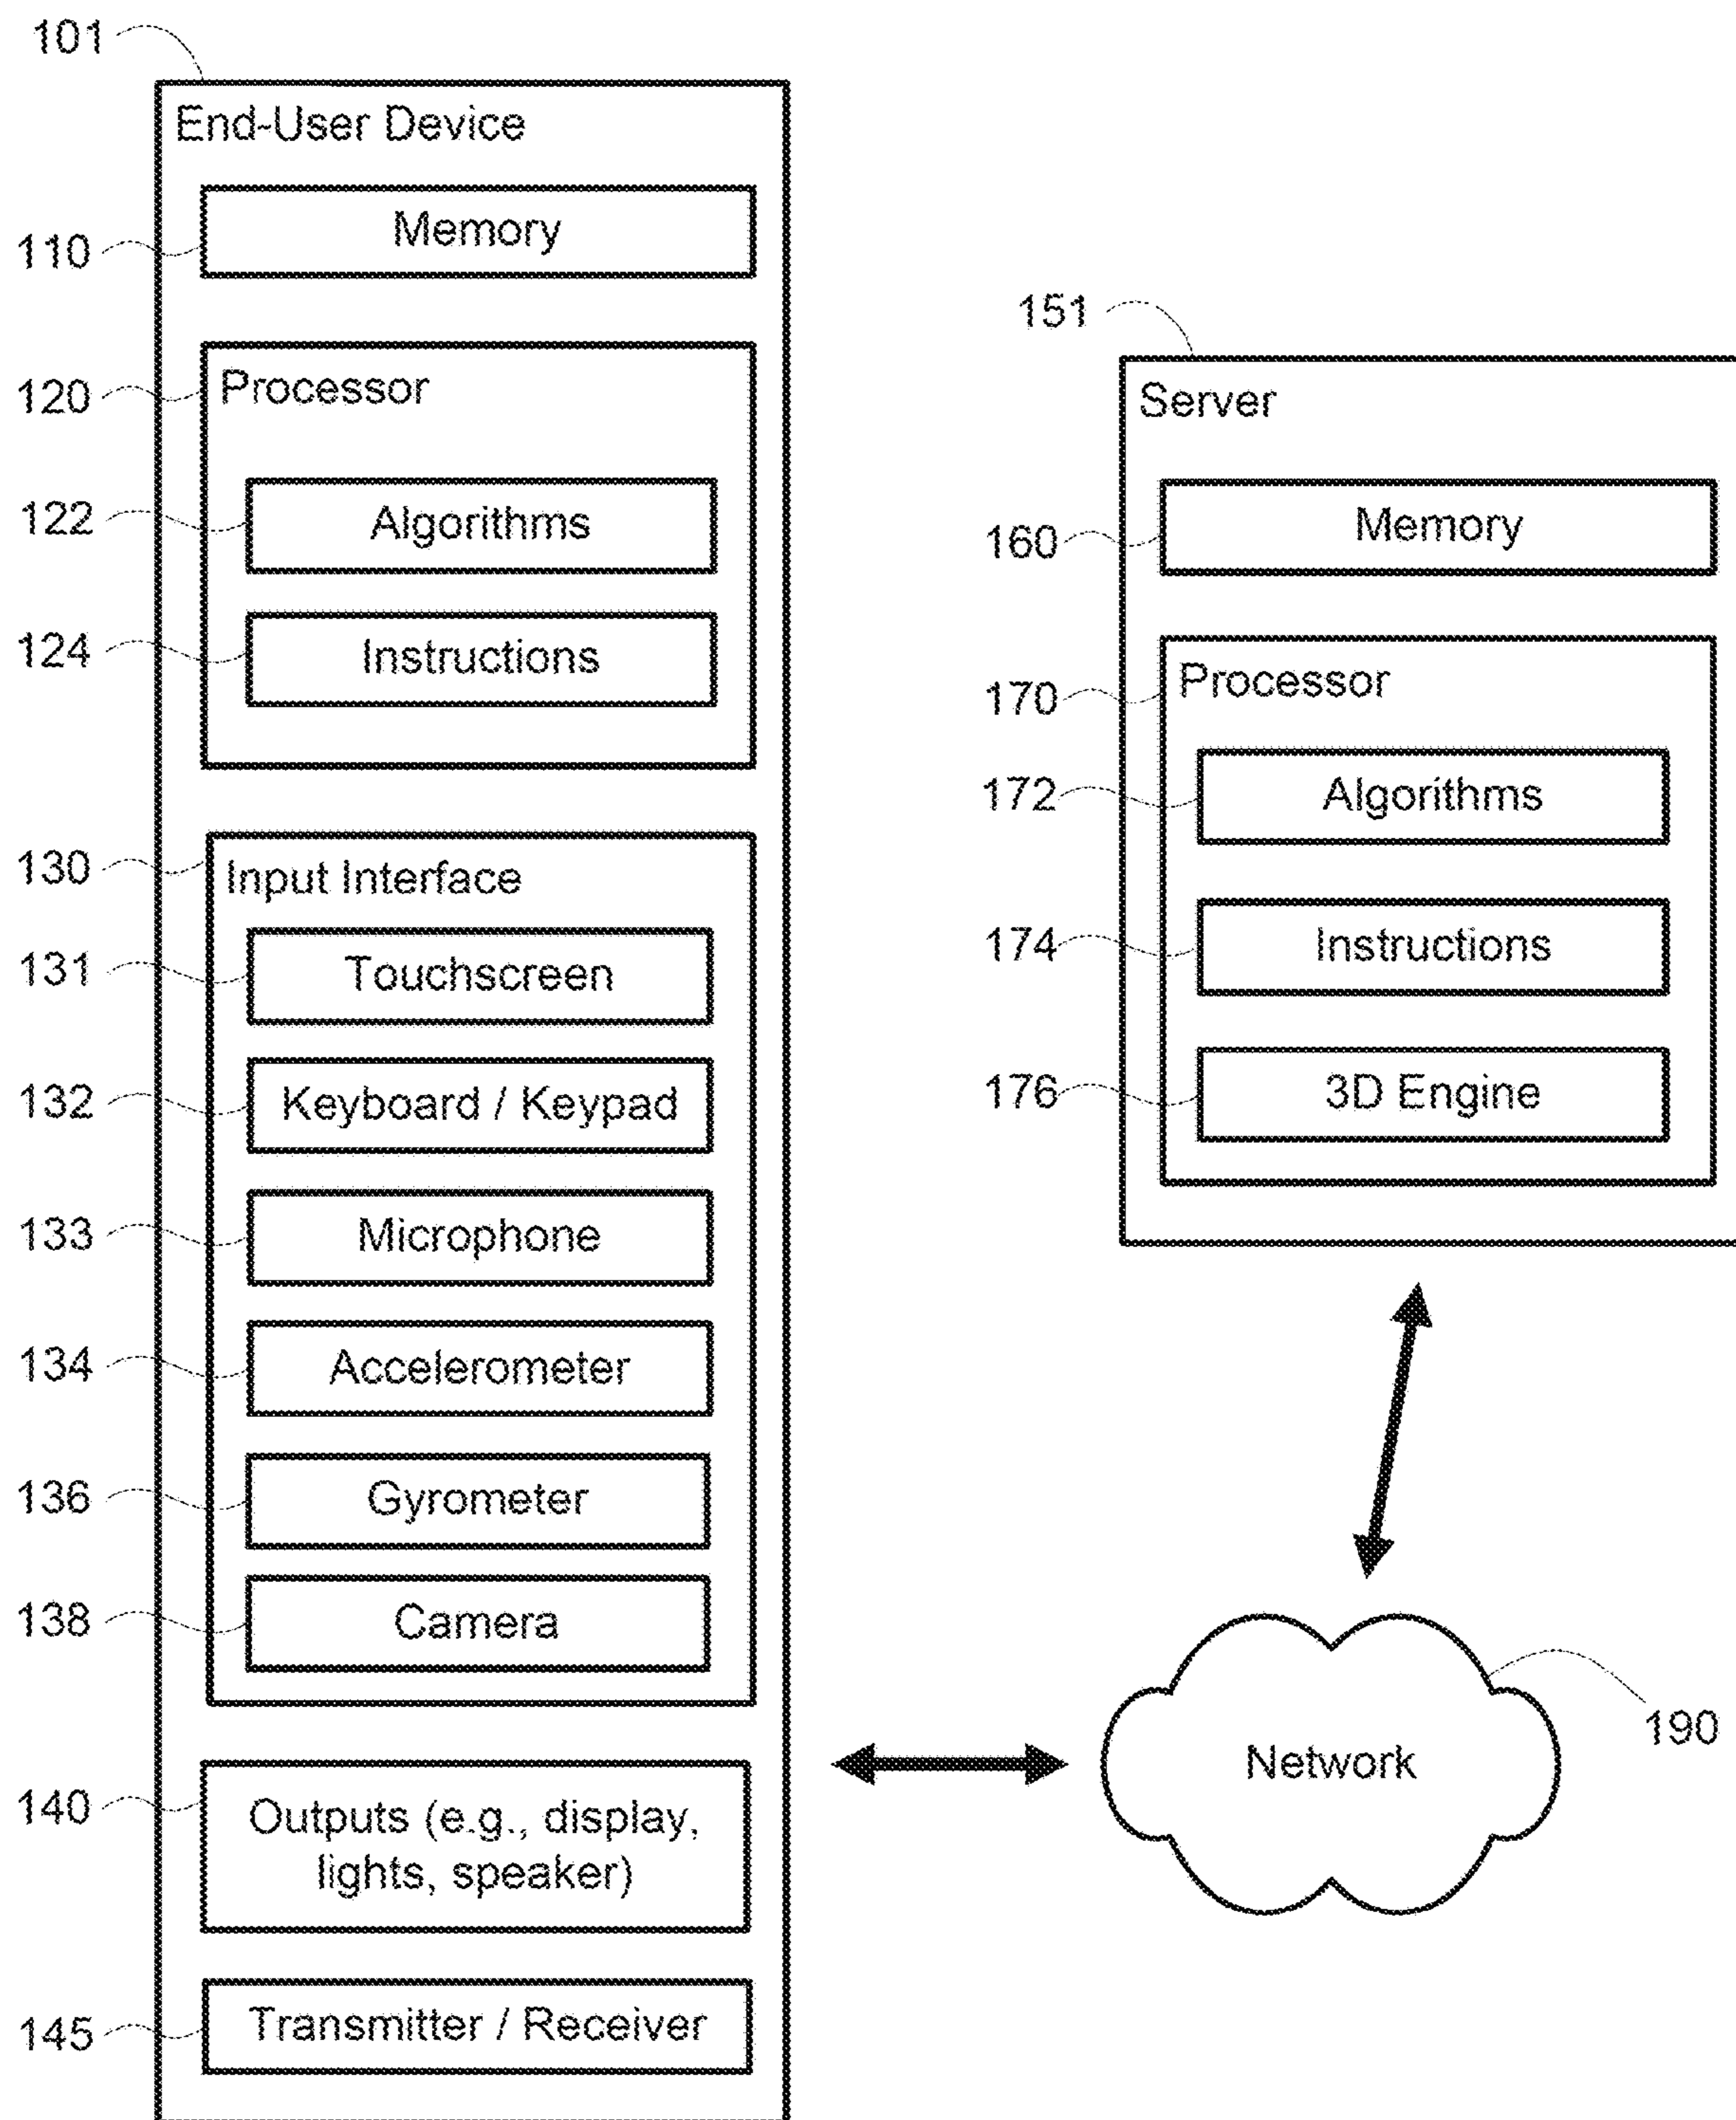 101
End-User Device
110
Memory
120
Processor
122
Algorithms
124
Instructions
130
Input Interface
131
Touchscreen
132
Keyboard / Keypad
133
Microphone
134
Accelerometer
136
Gyrometer
138
Camera
140
Outputs (e.g., display,
lights, speaker)
145
Transmitter / Receiver
151
Server
160
Memory
170
Processor
172
Algorithms
174
Instructions
176
3D Engine
190
Network